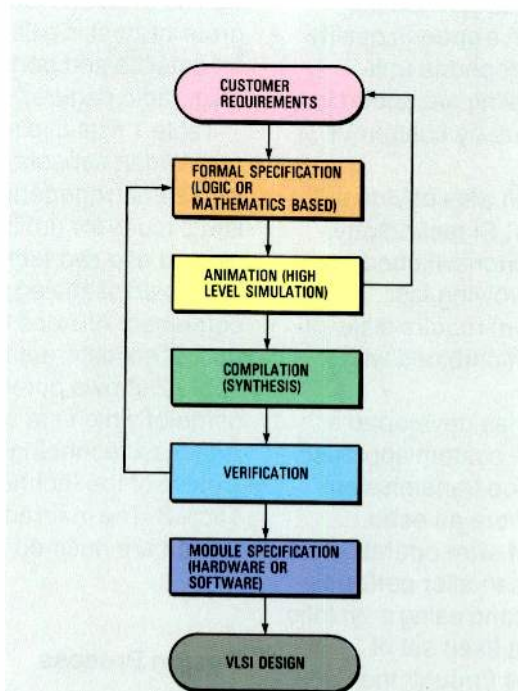 CUSTOMER
REQUIREMENTS
FORMAL SPECIFICATION
(LOGIC OR
MATHEMATICS BASED)
ANIMATION (HIGH
LEVEL SIMULATION)
COMPILATION
(SYNTHESIS)
VERIFICATION
MODULE SPECIFICATION
(HARDWARE OR
SOFTWARE)
VLSI DESIGN